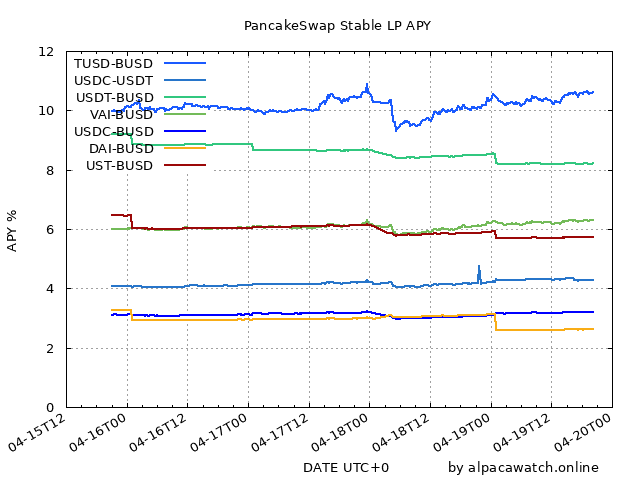 PancakeSwap Stable LP APY
12
10
8
6
4
2
0
APY %
TUSD-BUSD
USDC-USDT
USDT-BUSD
VAI-BUSD
USDC-BUSD
DAI-BUSD
UST-BUSD
04-15T12
04-16T00
04-16T12
04-17T00
04-17T12
04-18T00
04-18T12
04-19T00
04-19T12
04-20T00
DATE UTC+0
by alpacawatch.online